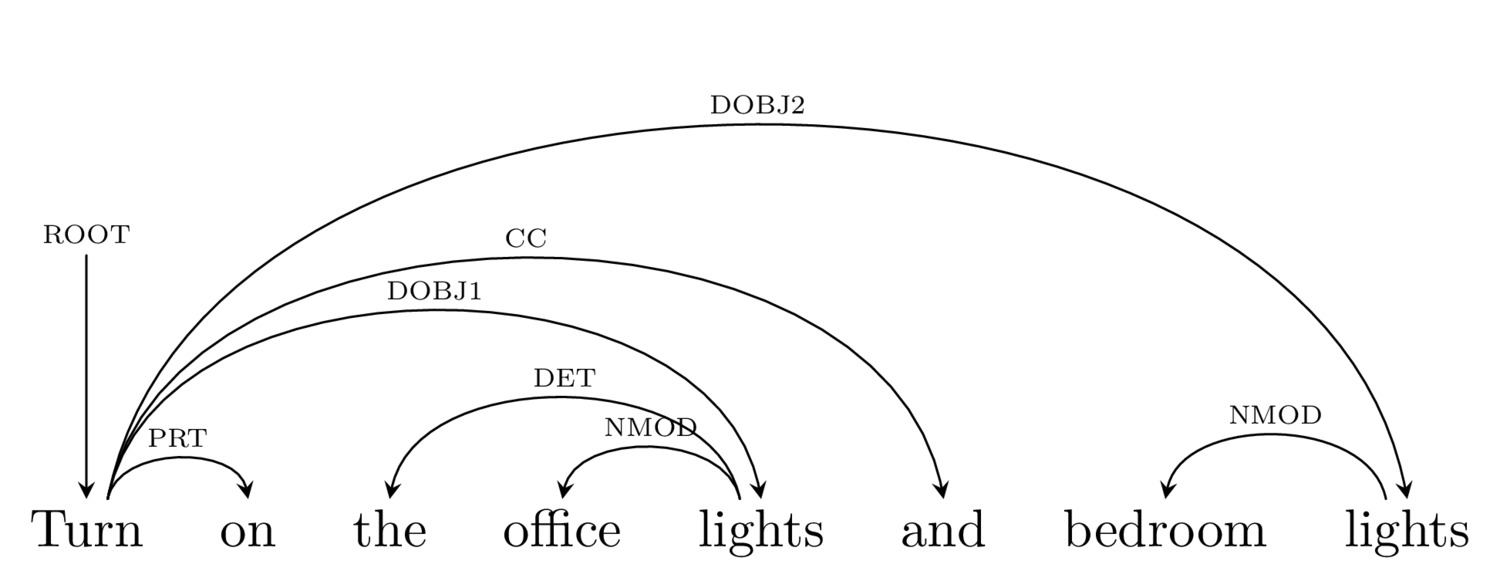 DOBJ2
ROOT
CC
DOBJ1
DET
NMOD
NMOD
PRT
Turn on the office lights and bedroom lights